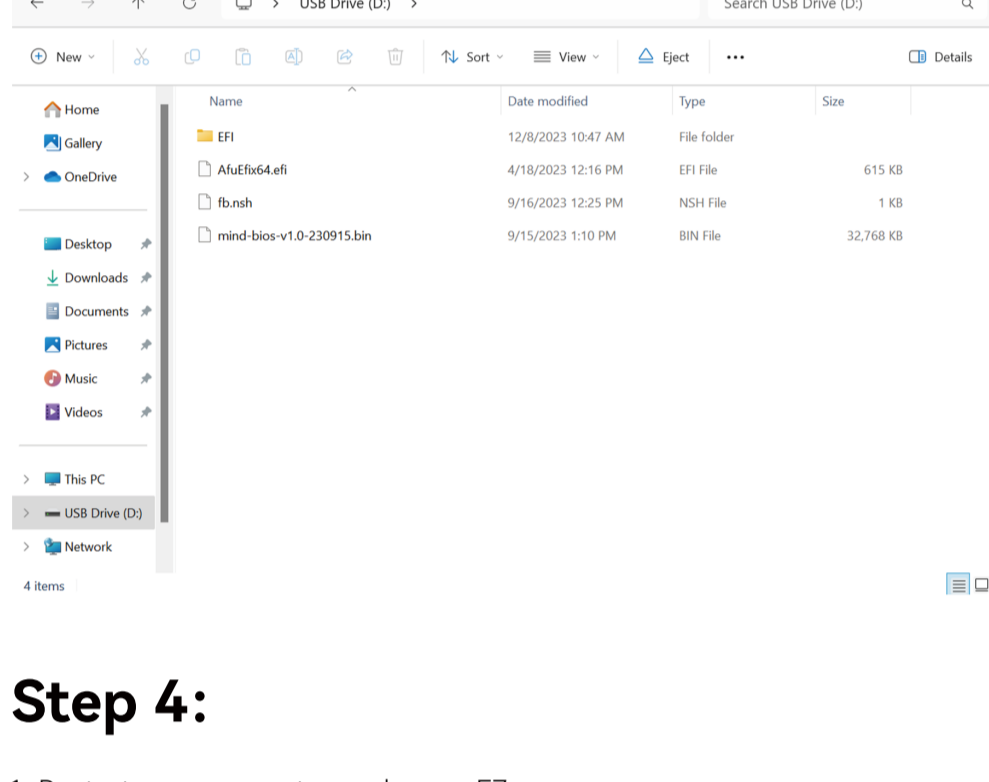 USB Drive (D:) Search USB Drive (D:)
New Sort View Eject Details
Name Date modified Type Size
Home
EFI 12/8/2023 10:47 AM File folder
Gallery
AfuEfix64.efi 4/18/2023 12:16 PM EFI File 615 KB
OneDrive
fb.nsh 9/16/2023 12:25 PM NSH File 1 KB
mind-bios-v1.0-230915.bin 9/15/2023 1:10 PM BIN File 32,768 KB
Desktop
Downloads
Documents
Pictures
Music
Videos
This PC
USB Drive (D:)
Network
4 items
Step 4: